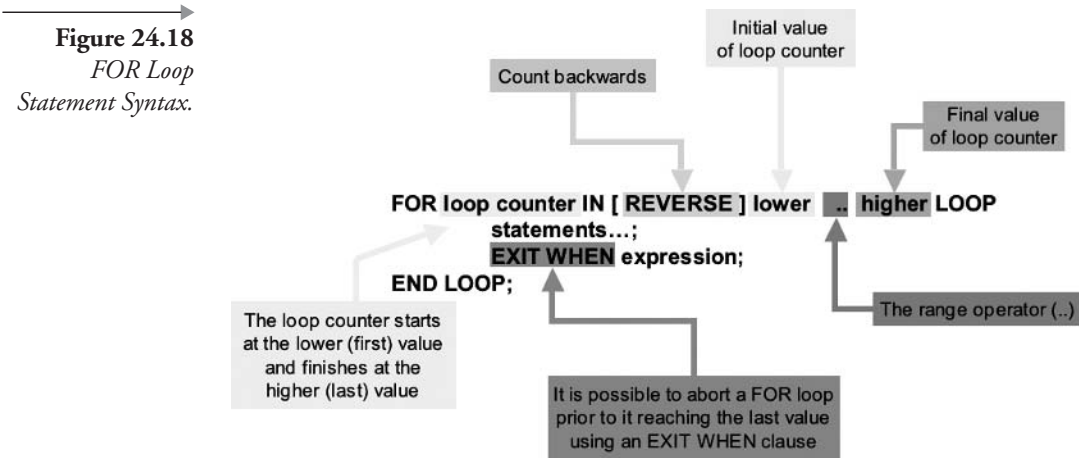 Figure 24.18
FOR Loop
Statement Syntax.
Initial value
of loop counter
Count backwards
Final value
of loop counter
FOR loop counter IN [ REVERSE ] lower .. higher LOOP
statements…;
EXIT WHEN expression;
END LOOP;
The loop counter starts
at the lower (first) value
and finishes at the
higher (last) value
The range operator (..)
It is possible to abort a FOR loop
prior to it reaching the last value
using an EXIT WHEN clause